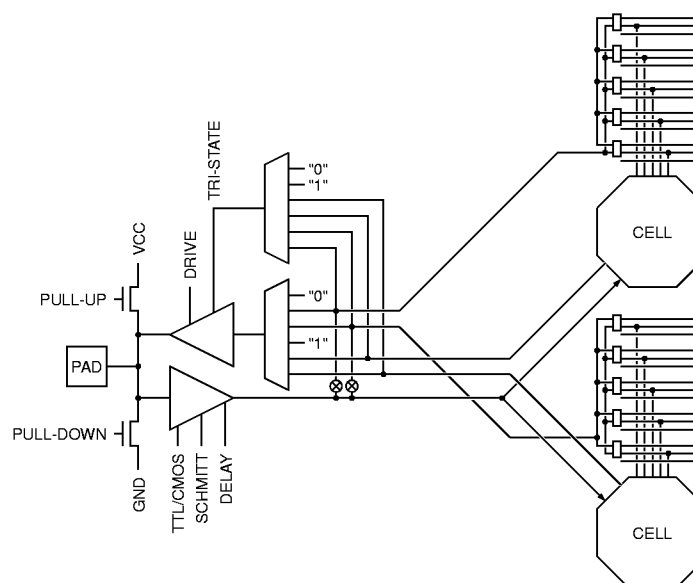 TRI-STATE
"0"
"1"
VCC
DRIVE
CELL
PULL-UP
"0"
"1"
PAD
PULL-DOWN
GND
TTL/CMOS
SCHMITT
DELAY
CELL